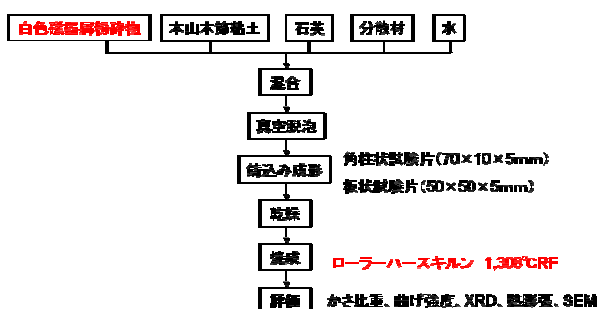 白色磁器屑粉砕物 本山木節粘土 石英 分散材 水
混合
真空脱泡
鋳込み成形 角柱状試験片(70×10×5mm)
板状試験片(50×50×5mm)
乾燥
焼成 ローラーハースキルン 1,308℃RF
評価 かさ比重、曲げ強度、XRD、熱膨張、SEM